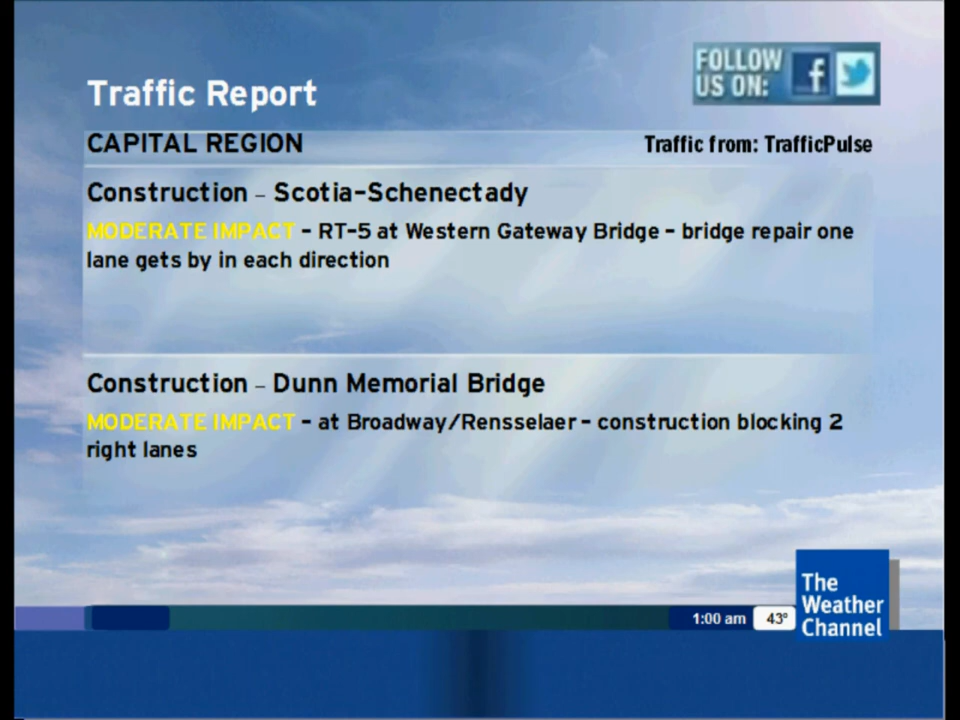 FOLLOW
US ON:
Traffic Report
CAPITAL REGION Traffic from: TrafficPulse
Construction – Scotia-Schenectady
MODERATE IMPACT - RT-5 at Western Gateway Bridge - bridge repair one
lane gets by in each direction
Construction – Dunn Memorial Bridge
MODERATE IMPACT - at Broadway/Rensselaer - construction blocking 2
right lanes
1:00 am 43°
The
Weather
Channel